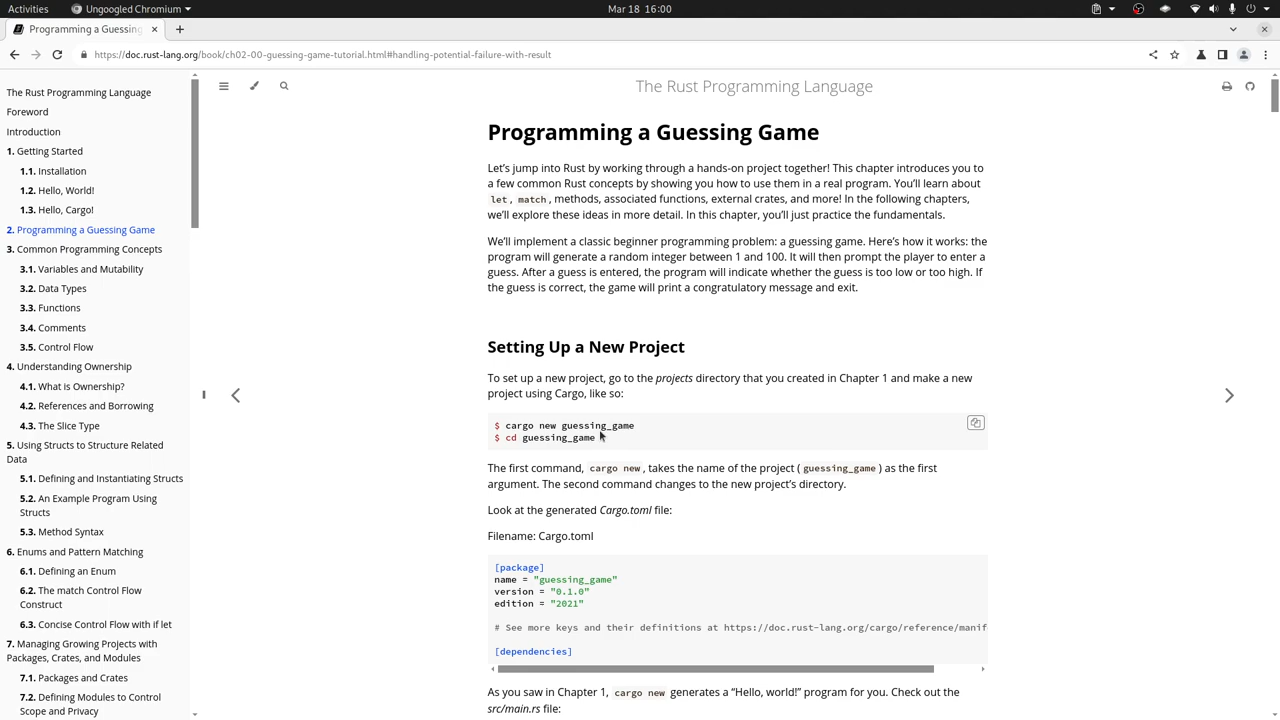 Activities
Ungoogled Chromium
Mar 18 16:00
Programming a Guessing
https://doc.rust-lang.org/book/ch02-00-guessing-game-tutorial.html#handling-potential-failure-with-result
The Rust Programming Language
Foreword
Introduction
1. Getting Started
1.1. Installation
1.2. Hello, World!
1.3. Hello, Cargo!
2. Programming a Guessing Game
3. Common Programming Concepts
3.1. Variables and Mutability
3.2. Data Types
3.3. Functions
3.4. Comments
3.5. Control Flow
4. Understanding Ownership
4.1. What is Ownership?
4.2. References and Borrowing
4.3. The Slice Type
5. Using Structs to Structure Related
Data
5.1. Defining and Instantiating Structs
5.2. An Example Program Using
Structs
5.3. Method Syntax
6. Enums and Pattern Matching
6.1. Defining an Enum
6.2. The match Control Flow
Construct
6.3. Concise Control Flow with if let
7. Managing Growing Projects with
Packages, Crates, and Modules
7.1. Packages and Crates
7.2. Defining Modules to Control
Scope and Privacy
The Rust Programming Language
Programming a Guessing Game
Let’s jump into Rust by working through a hands-on project together! This chapter introduces you to
a few common Rust concepts by showing you how to use them in a real program. You’ll learn about
let, match, methods, associated functions, external crates, and more! In the following chapters,
we’ll explore these ideas in more detail. In this chapter, you’ll just practice the fundamentals.
We’ll implement a classic beginner programming problem: a guessing game. Here’s how it works: the
program will generate a random integer between 1 and 100. It will then prompt the player to enter a
guess. After a guess is entered, the program will indicate whether the guess is too low or too high. If
the guess is correct, the game will print a congratulatory message and exit.
Setting Up a New Project
To set up a new project, go to the projects directory that you created in Chapter 1 and make a new
project using Cargo, like so:
$ cargo new guessing_game
$ cd guessing_game
The first command, cargo new, takes the name of the project (guessing_game) as the first
argument. The second command changes to the new project’s directory.
Look at the generated Cargo.toml file:
Filename: Cargo.toml
[package]
name = "guessing_game"
version = "0.1.0"
edition = "2021"
# See more keys and their definitions at https://doc.rust-lang.org/cargo/reference/manif
[dependencies]
As you saw in Chapter 1, cargo new generates a “Hello, world!” program for you. Check out the
src/main.rs file: